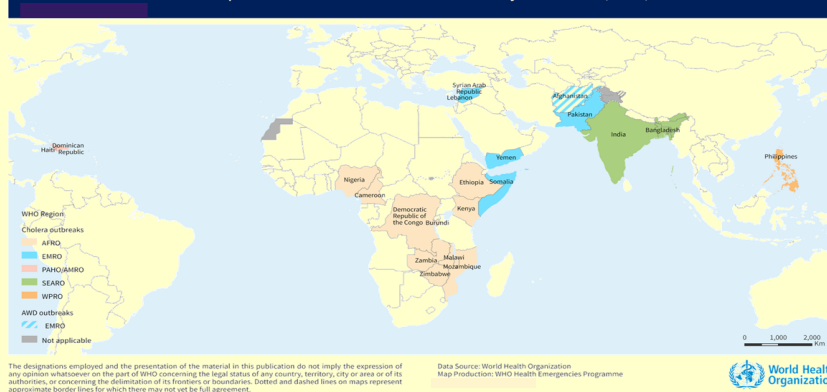 Syrian Arab
Republic
Lebanon
Afghanistan
Pakistan
India
Bangladesh
Dominican
Haiti
Republic
Philippines
Yemen
Nigeria
Ethiopia
Somalia
Cameroon
Kenya
Democratic
Republic of
the Congo
Burundi
Zambia
Malawi
Mozambique
Zimbabwe
WHO Region
Cholera outbreaks
AFRO
EMRO
PAHO/AMRO
SEARO
WPRO
AWD outbreaks
EMRO
Not applicable
0 1,000 2,000
Km
The designations employed and the presentation of the material in this publication do not imply the expression of
any opinion whatsoever on the part of WHO concerning the legal status of any country, territory, city or area or of its
authorities, or concerning the delimitation of its frontiers or boundaries. Dotted and dashed lines on maps represent
approximate border lines for which there may not yet be full agreement.
Data Source: World Health Organization
Map Production: WHO Health Emergencies Programme
World Healt
Organizatio